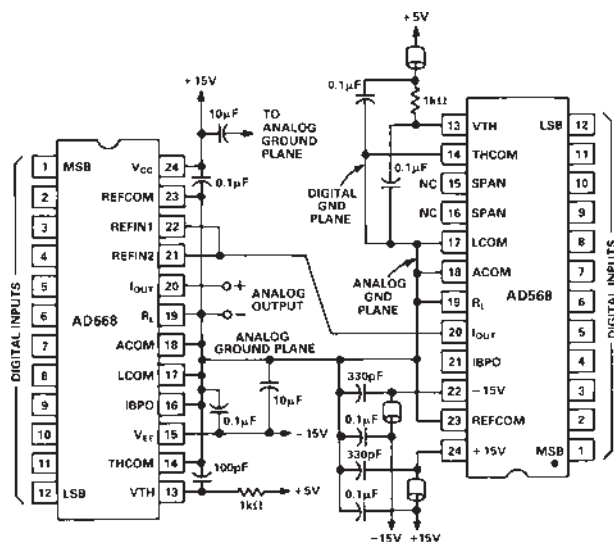 +5V
0.1µF
1kΩ
+15V
10µF
TO
ANALOG
GROUND
PLANE
0.1µF
0.1µF
DIGITAL
GND
PLANE
ANALOG
GND
PLANE
DIGITAL INPUTS
1 MSB VCC 24
2 REFCOM 23
3 REFIN1 22
4 REFIN2 21
5 IOUT 20
6 RL 19
7 ACOM 18
8 LCOM 17
9 IBPO 16
10 VEE 15
11 THCOM 14
12 LSB VTH 13
AD668
+
ANALOG
OUTPUT
−
ANALOG
GROUND PLANE
10µF
0.1µF
−15V
100pF
1kΩ
+5V
330pF
0.1µF
330pF
0.1µF
−15V +15V
13 VTH LSB 12
14 THCOM 11
NC 15 SPAN 10
NC 16 SPAN 9
17 LCOM 8
18 ACOM 7
19 RL 6
20 IOUT 5
21 IBPO 4
22 −15V 3
23 REFCOM 2
24 +15V MSB 1
AD568
DIGITAL INPUTS